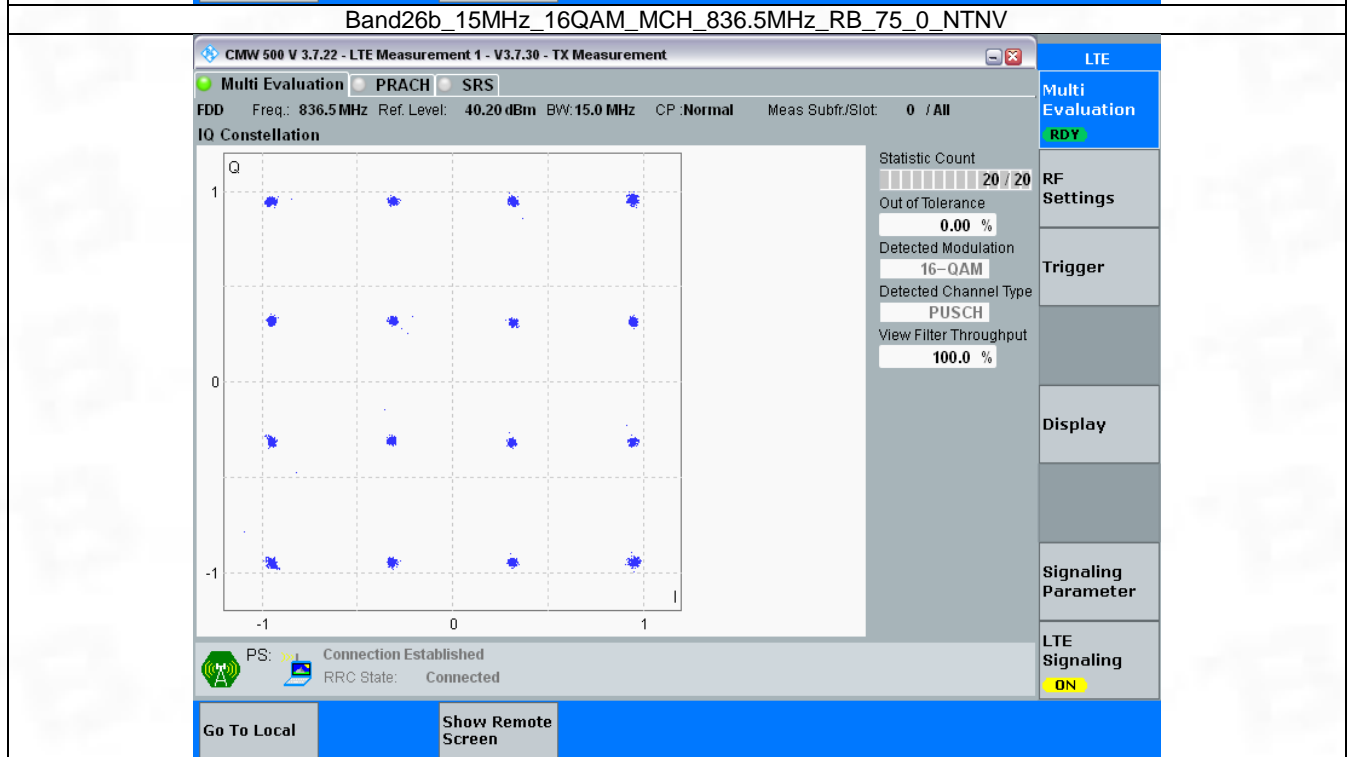 Band26b_15MHz_16QAM_MCH_836.5MHz_RB_75_0_NTNV
CMW 500 V 3.7.22 - LTE Measurement 1 - V3.7.30 - TX Measurement
LTE
Multi Evaluation PRACH SRS
FDD Freq.: 836.5 MHz Ref. Level: 40.20 dBm BW: 15.0 MHz CP :Normal Meas Subfr./Slot: 0 / All
IQ Constellation
Q
1
0
-1
-1 0 1
I
Statistic Count
20 / 20
Out of Tolerance
0.00 %
Detected Modulation
16-QAM
Detected Channel Type
PUSCH
View Filter Throughput
100.0 %
Multi
Evaluation
RDY
RF
Settings
Trigger
Display
Signaling
Parameter
LTE
Signaling
ON
PS: Connection Established
RRC State: Connected
Go To Local
Show Remote
Screen